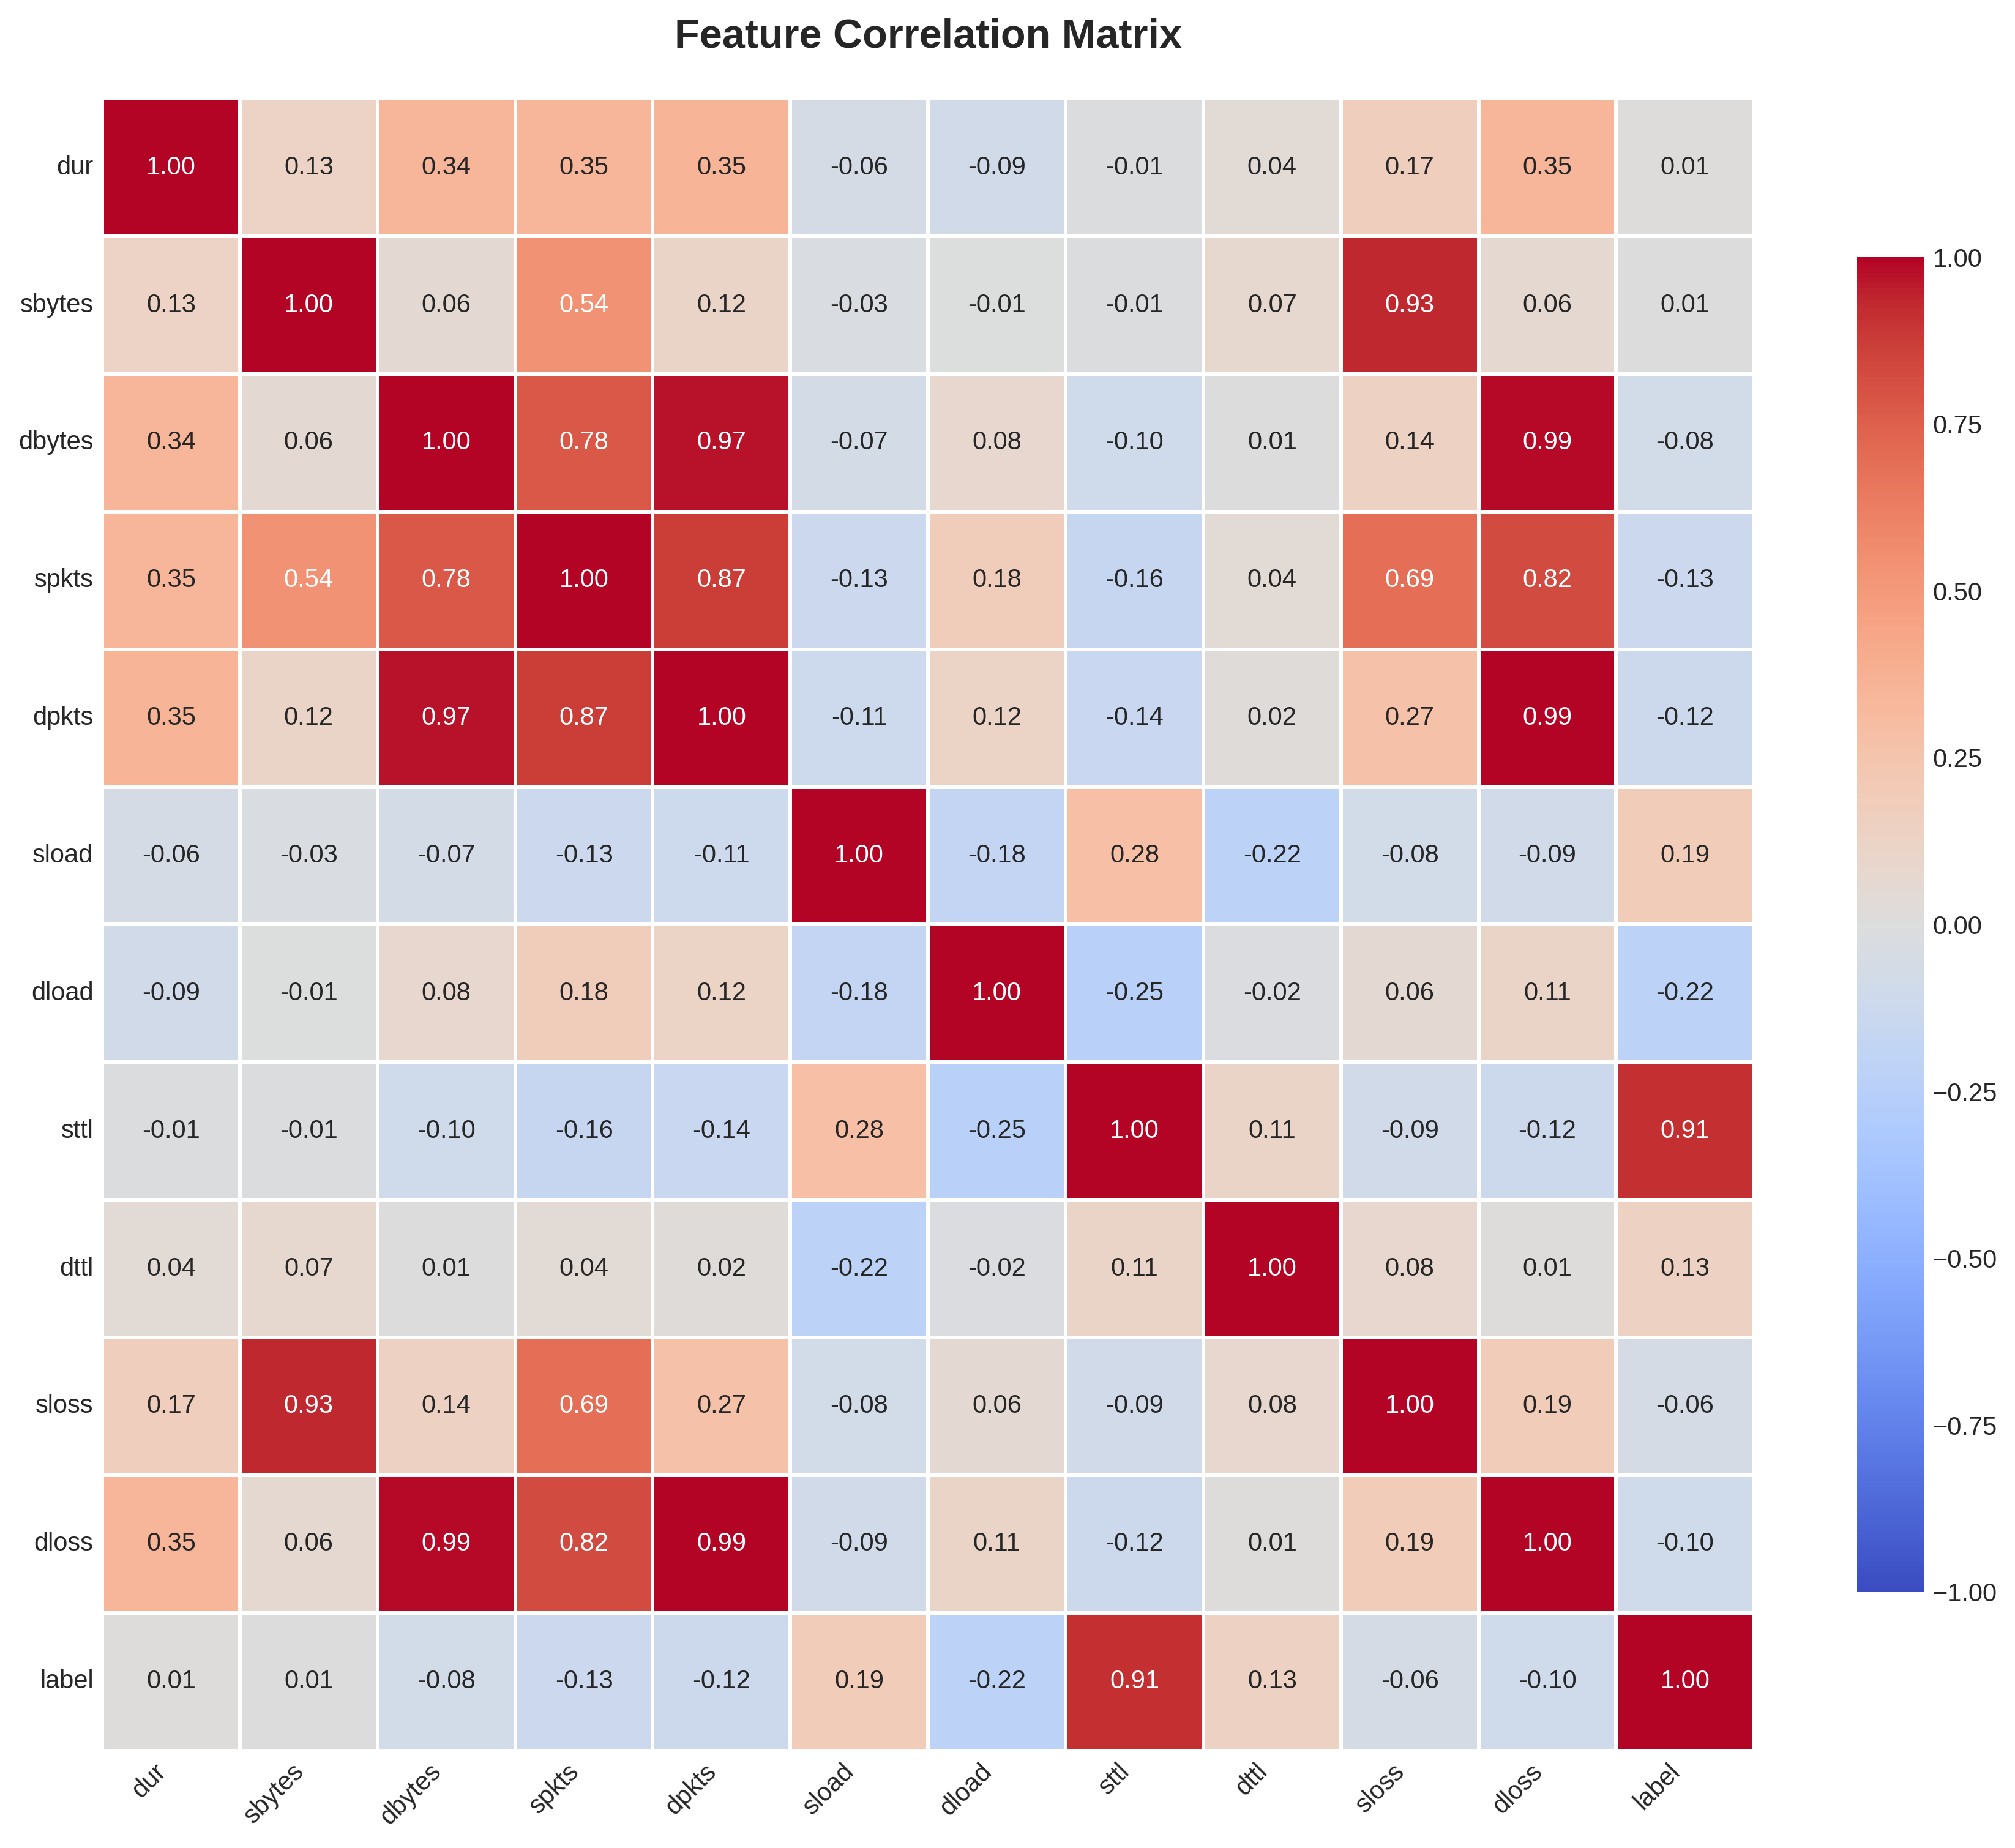 Feature Correlation Matrix
dur 1.00 0.13 0.34 0.35 0.35 -0.06 -0.09 -0.01 0.04 0.17 0.35 0.01
sbytes 0.13 1.00 0.06 0.54 0.12 -0.03 -0.01 -0.01 0.07 0.93 0.06 0.01
dbytes 0.34 0.06 1.00 0.78 0.97 -0.07 0.08 -0.10 0.01 0.14 0.99 -0.08
spkts 0.35 0.54 0.78 1.00 0.87 -0.13 0.18 -0.16 0.04 0.69 0.82 -0.13
dpkts 0.35 0.12 0.97 0.87 1.00 -0.11 0.12 -0.14 0.02 0.27 0.99 -0.12
sload -0.06 -0.03 -0.07 -0.13 -0.11 1.00 -0.18 0.28 -0.22 -0.08 -0.09 0.19
dload -0.09 -0.01 0.08 0.18 0.12 -0.18 1.00 -0.25 -0.02 0.06 0.11 -0.22
sttl -0.01 -0.01 -0.10 -0.16 -0.14 0.28 -0.25 1.00 0.11 -0.09 -0.12 0.91
dttl 0.04 0.07 0.01 0.04 0.02 -0.22 -0.02 0.11 1.00 0.08 0.01 0.13
sloss 0.17 0.93 0.14 0.69 0.27 -0.08 0.06 -0.09 0.08 1.00 0.19 -0.06
dloss 0.35 0.06 0.99 0.82 0.99 -0.09 0.11 -0.12 0.01 0.19 1.00 -0.10
label 0.01 0.01 -0.08 -0.13 -0.12 0.19 -0.22 0.91 0.13 -0.06 -0.10 1.00
dur sbytes dbytes spkts dpkts sload dload sttl dttl sloss dloss label
1.00
0.75
0.50
0.25
0.00
−0.25
−0.50
−0.75
−1.00